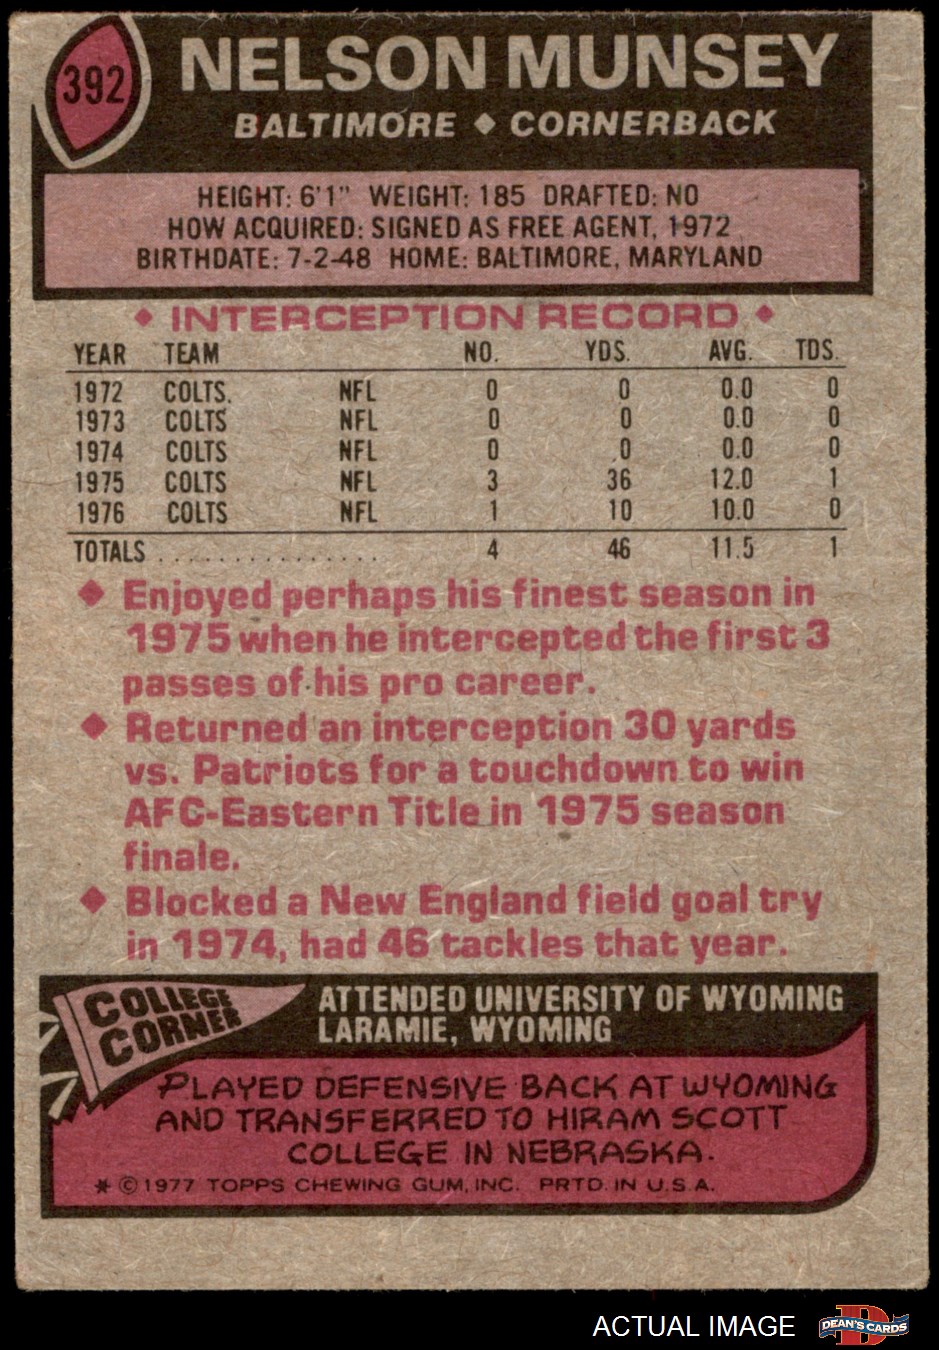 392
NELSON MUNSEY
BALTIMORE ◆ CORNERBACK
HEIGHT: 6'1" WEIGHT: 185 DRAFTED: NO
HOW ACQUIRED: SIGNED AS FREE AGENT, 1972
BIRTHDATE: 7-2-48 HOME: BALTIMORE, MARYLAND
◆ INTERCEPTION RECORD ◆
YEAR TEAM NO. YDS. AVG. TDS.
1972 COLTS. NFL 0 0 0.0 0
1973 COLTS NFL 0 0 0.0 0
1974 COLTS NFL 0 0 0.0 0
1975 COLTS NFL 3 36 12.0 1
1976 COLTS NFL 1 10 10.0 0
TOTALS . . . . . . . . . . . . . . . 4 46 11.5 1
◆ Enjoyed perhaps his finest season in
1975 when he intercepted the first 3
passes of his pro career.
◆ Returned an interception 30 yards
vs. Patriots for a touchdown to win
AFC-Eastern Title in 1975 season
finale.
◆ Blocked a New England field goal try
in 1974, had 46 tackles that year.
COLLEGE
CORNER
ATTENDED UNIVERSITY OF WYOMING
LARAMIE, WYOMING
PLAYED DEFENSIVE BACK AT WYOMING
AND TRANSFERRED TO HIRAM SCOTT
COLLEGE IN NEBRASKA.
* © 1977 TOPPS CHEWING GUM, INC. PRTD. IN U.S.A.
ACTUAL IMAGE
DEAN'S CARDS